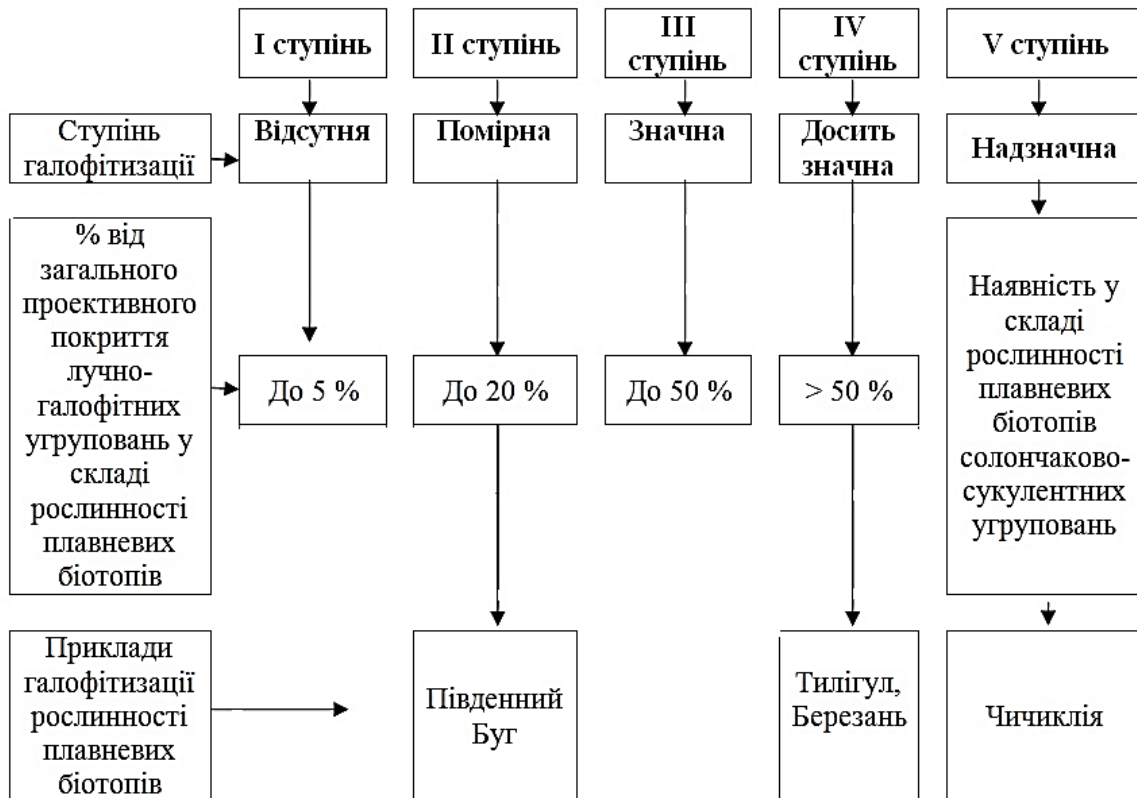 I ступінь
II ступінь
III
ступінь
IV
ступінь
V ступінь
Ступінь
галофітизації
Відсутня
Помірна
Значна
Досить
значна
Надзначна
% від
загального
проективного
покриття
лучно-
галофітних
угруповань у
складі
рослинності
плавневих
біотопів
До 5 %
До 20 %
До 50 %
> 50 %
Наявність у
складі
рослинності
плавневих
біотопів
солончаково-
сукулентних
угруповань
Приклади
галофітизації
рослинності
плавневих
біотопів
Південний
Буг
Тилігул,
Березань
Чичиклія